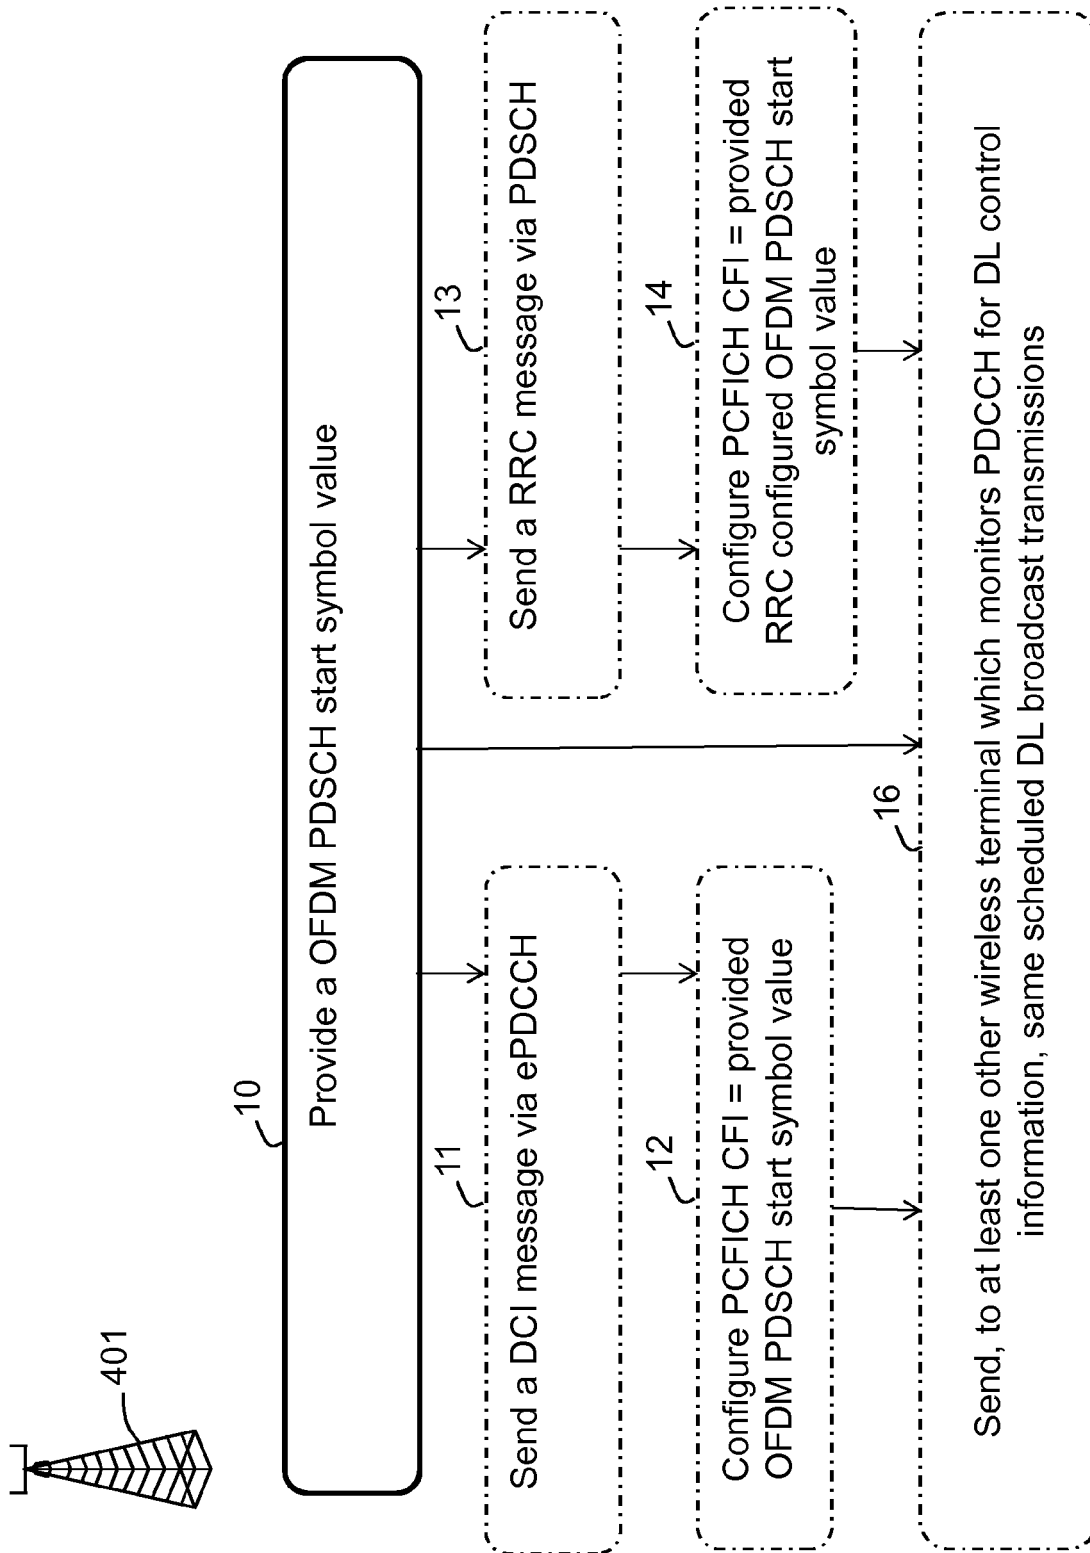 401
10
Provide a OFDM PDSCH start symbol value
11
Send a DCI message via ePDCCH
13
Send a RRC message via PDSCH
12
Configure PCFICH CFI = provided
OFDM PDSCH start symbol value
14
Configure PCFICH CFI = provided
RRC configured OFDM PDSCH start
symbol value
16
Send, to at least one other wireless terminal which monitors PDCCH for DL control
information, same scheduled DL broadcast transmissions